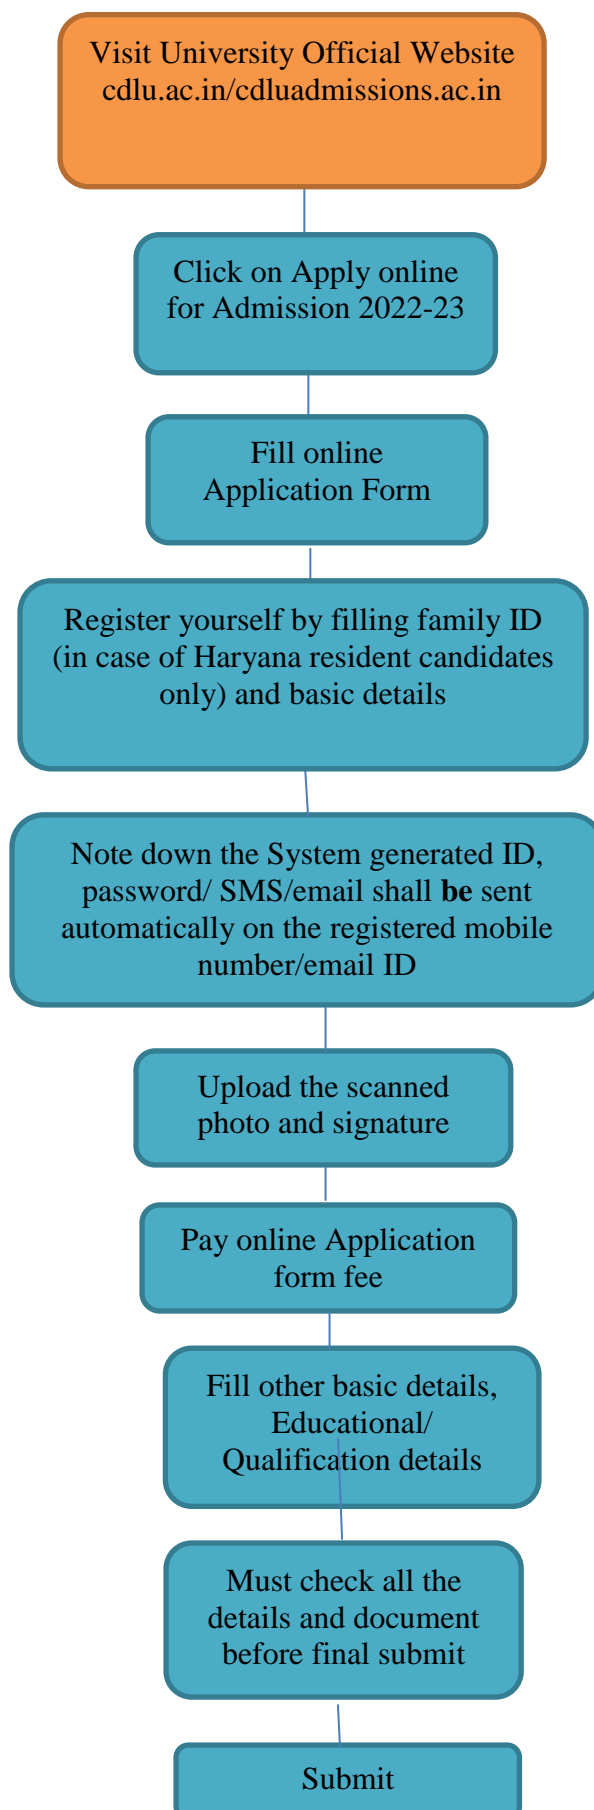 Visit University Official Website
cdlu.ac.in/cdluadmissions.ac.in
Click on Apply online
for Admission 2022-23
Fill online
Application Form
Register yourself by filling family ID
(in case of Haryana resident candidates
only) and basic details
Note down the System generated ID,
password/ SMS/email shall be sent
automatically on the registered mobile
number/email ID
Upload the scanned
photo and signature
Pay online Application
form fee
Fill other basic details,
Educational/
Qualification details
Must check all the
details and document
before final submit
Submit